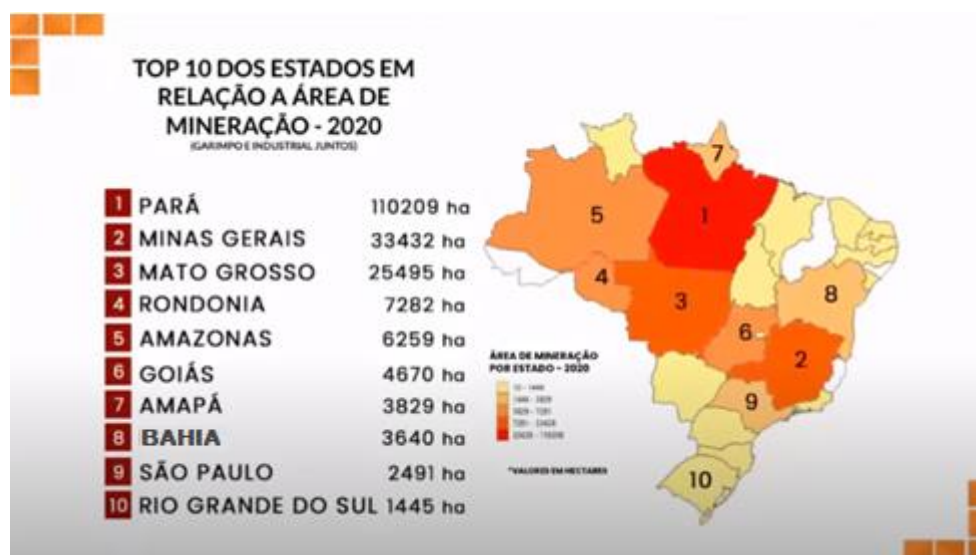 TOP 10 DOS ESTADOS EM
RELAÇÃO A ÁREA DE
MINERAÇÃO - 2020
(GARIMPO E INDUSTRIAL JUNTOS)
1 PARÁ 110209 ha
2 MINAS GERAIS 33432 ha
3 MATO GROSSO 25495 ha
4 RONDONIA 7282 ha
5 AMAZONAS 6259 ha
6 GOIÁS 4670 ha
7 AMAPÁ 3829 ha
8 BAHIA 3640 ha
9 SÃO PAULO 2491 ha
10 RIO GRANDE DO SUL 1445 ha
7
5
1
4
3
8
6
2
9
10
ÁREA DE MINERAÇÃO
POR ESTADO - 2020
*VALORES EM HECTARES